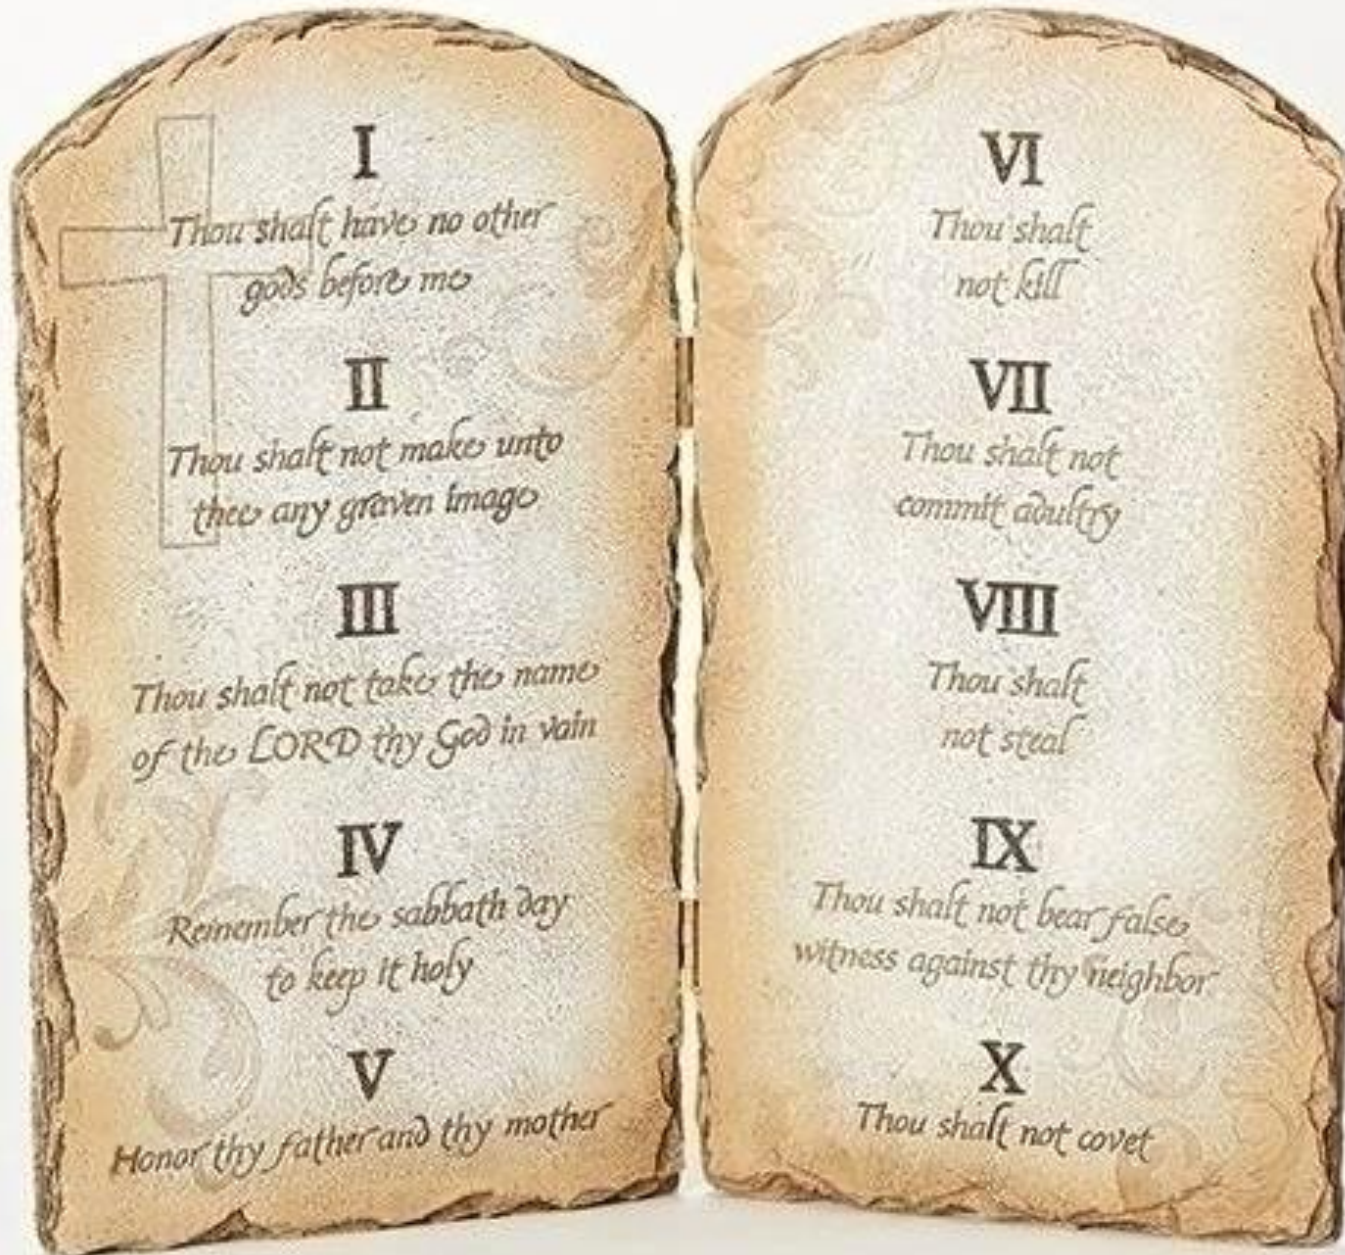 I
Thou shalt have no other
gods before me
II
Thou shalt not make unto
thee any graven image
III
Thou shalt not take the name
of the LORD thy God in vain
IV
Remember the sabbath day
to keep it holy
V
Honor thy father and thy mother
VI
Thou shalt
not kill
VII
Thou shalt not
commit adultry
VIII
Thou shalt
not steal
IX
Thou shalt not bear false
witness against thy neighbor
X
Thou shalt not covet